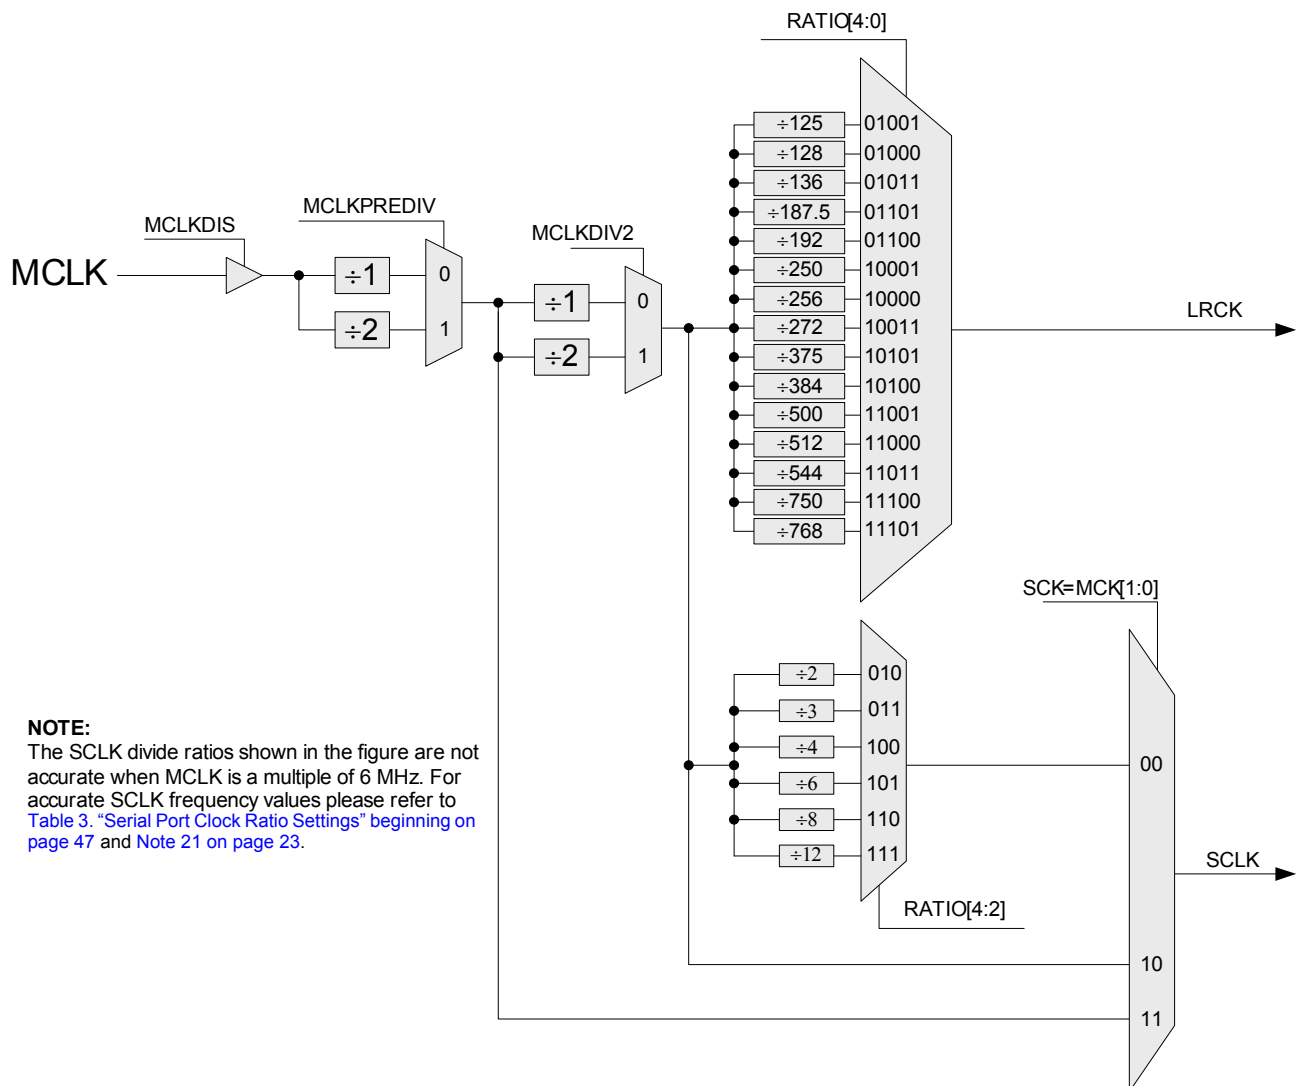 RATIO[4:0]
÷125 01001
÷128 01000
÷136 01011
÷187.5 01101
÷192 01100
÷250 10001
÷256 10000
÷272 10011
÷375 10101
÷384 10100
÷500 11001
÷512 11000
÷544 11011
÷750 11100
÷768 11101
MCLKDIS
MCLKPREDIV
MCLKDIV2
MCLK
÷1 0
÷2 1
÷1 0
÷2 1
LRCK
SCK=MCK[1:0]
÷2 010
÷3 011
÷4 100
÷6 101
÷8 110
÷12 111
RATIO[4:2]
00
10
11
SCLK
NOTE:
The SCLK divide ratios shown in the figure are not
accurate when MCLK is a multiple of 6 MHz. For
accurate SCLK frequency values please refer to
Table 3. “Serial Port Clock Ratio Settings” beginning on
page 47 and Note 21 on page 23.